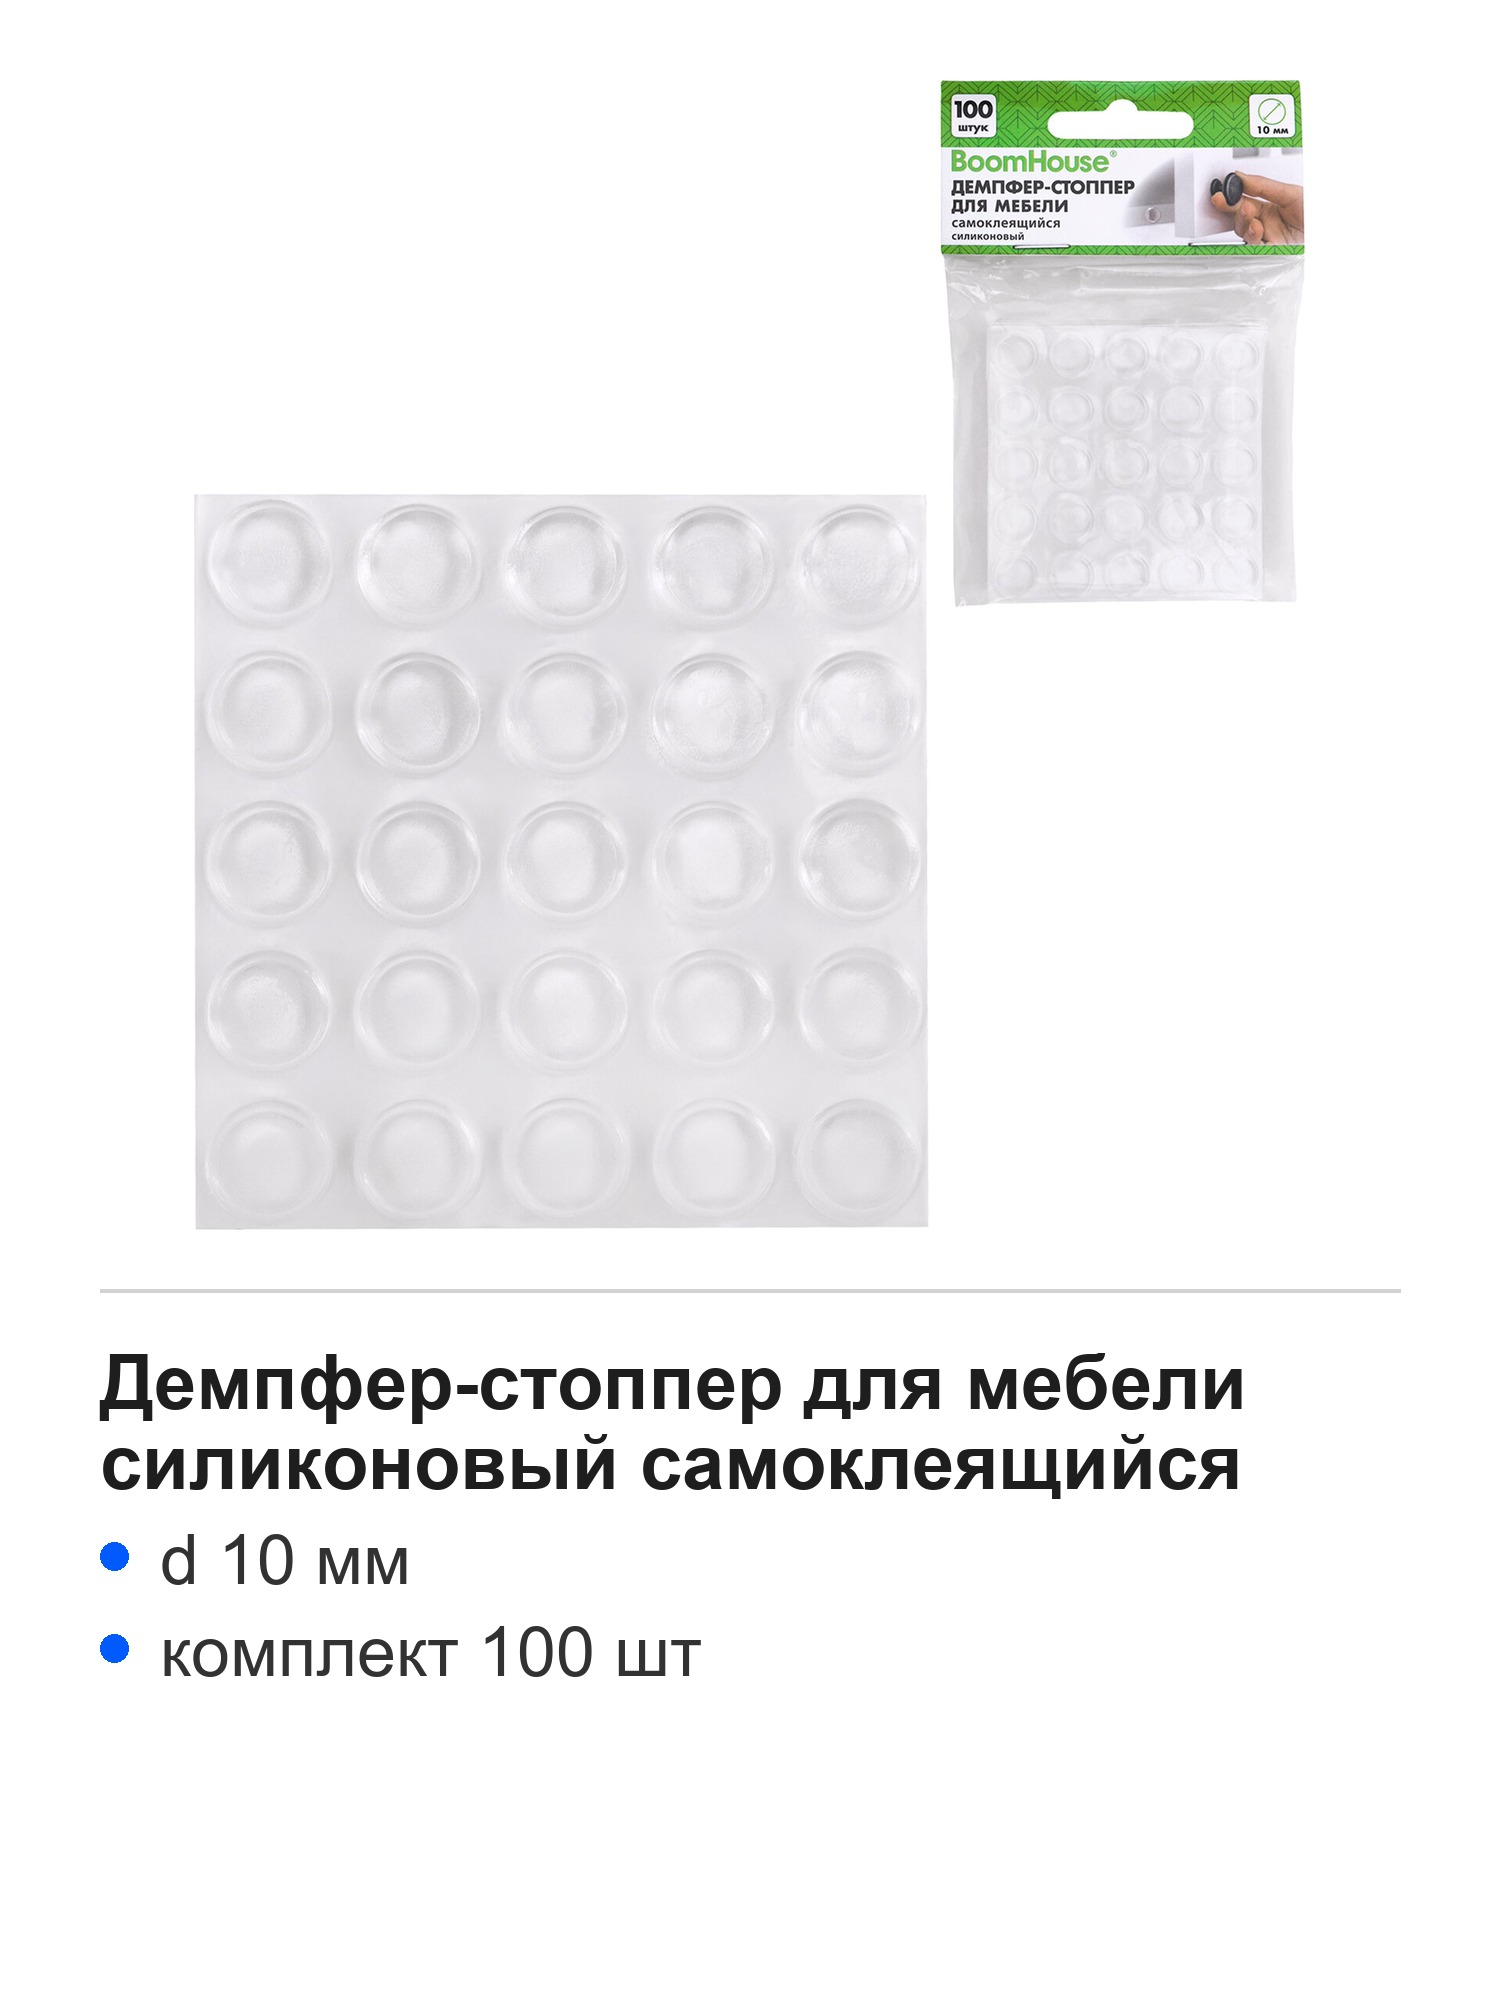 100
штук
10 мм
BoomHouse®
ДЕМПФЕР-СТОППЕР
ДЛЯ МЕБЕЛИ
самоклеящийся
силиконовый
Демпфер-стоппер для мебели
силиконовый самоклеящийся
d 10 мм
комплект 100 шт